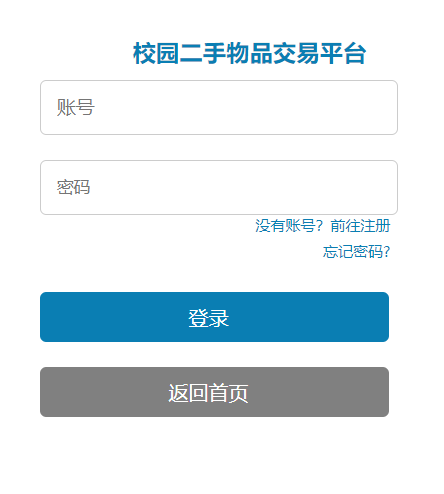 校园二手物品交易平台
账号
密码
没有账号？前往注册
忘记密码?
登录
返回首页